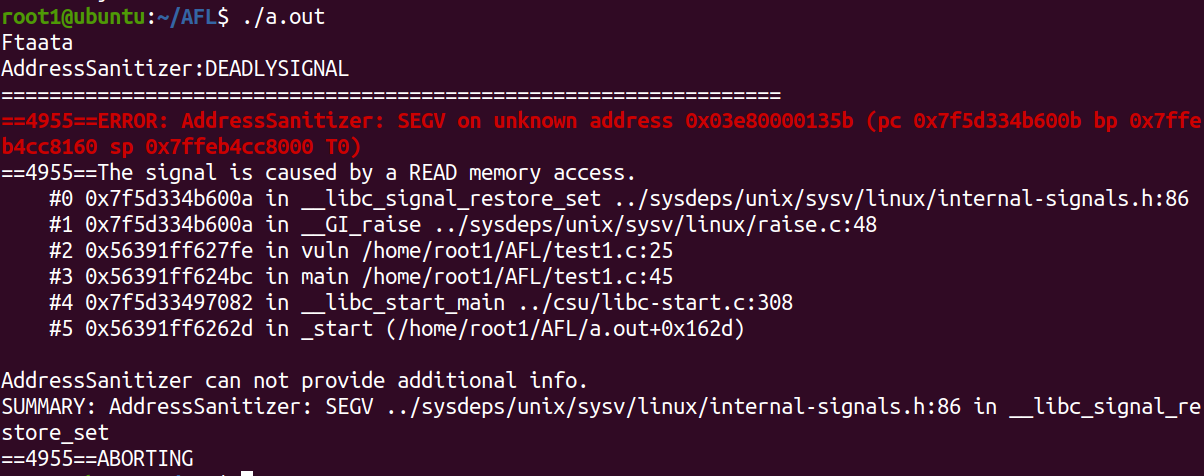 root1@ubuntu:~/AFL$ ./a.out
Ftaata
AddressSanitizer:DEADLYSIGNAL
=================================================================
==4955==ERROR: AddressSanitizer: SEGV on unknown address 0x03e80000135b (pc 0x7f5d334b600b bp 0x7ffe
b4cc8160 sp 0x7ffeb4cc8000 T0)
==4955==The signal is caused by a READ memory access.
    #0 0x7f5d334b600a in __libc_signal_restore_set ../sysdeps/unix/sysv/linux/internal-signals.h:86
    #1 0x7f5d334b600a in __GI_raise ../sysdeps/unix/sysv/linux/raise.c:48
    #2 0x56391ff627fe in vuln /home/root1/AFL/test1.c:25
    #3 0x56391ff624bc in main /home/root1/AFL/test1.c:45
    #4 0x7f5d33497082 in __libc_start_main ../csu/libc-start.c:308
    #5 0x56391ff6262d in _start (/home/root1/AFL/a.out+0x162d)

AddressSanitizer can not provide additional info.
SUMMARY: AddressSanitizer: SEGV ../sysdeps/unix/sysv/linux/internal-signals.h:86 in __libc_signal_re
store_set
==4955==ABORTING